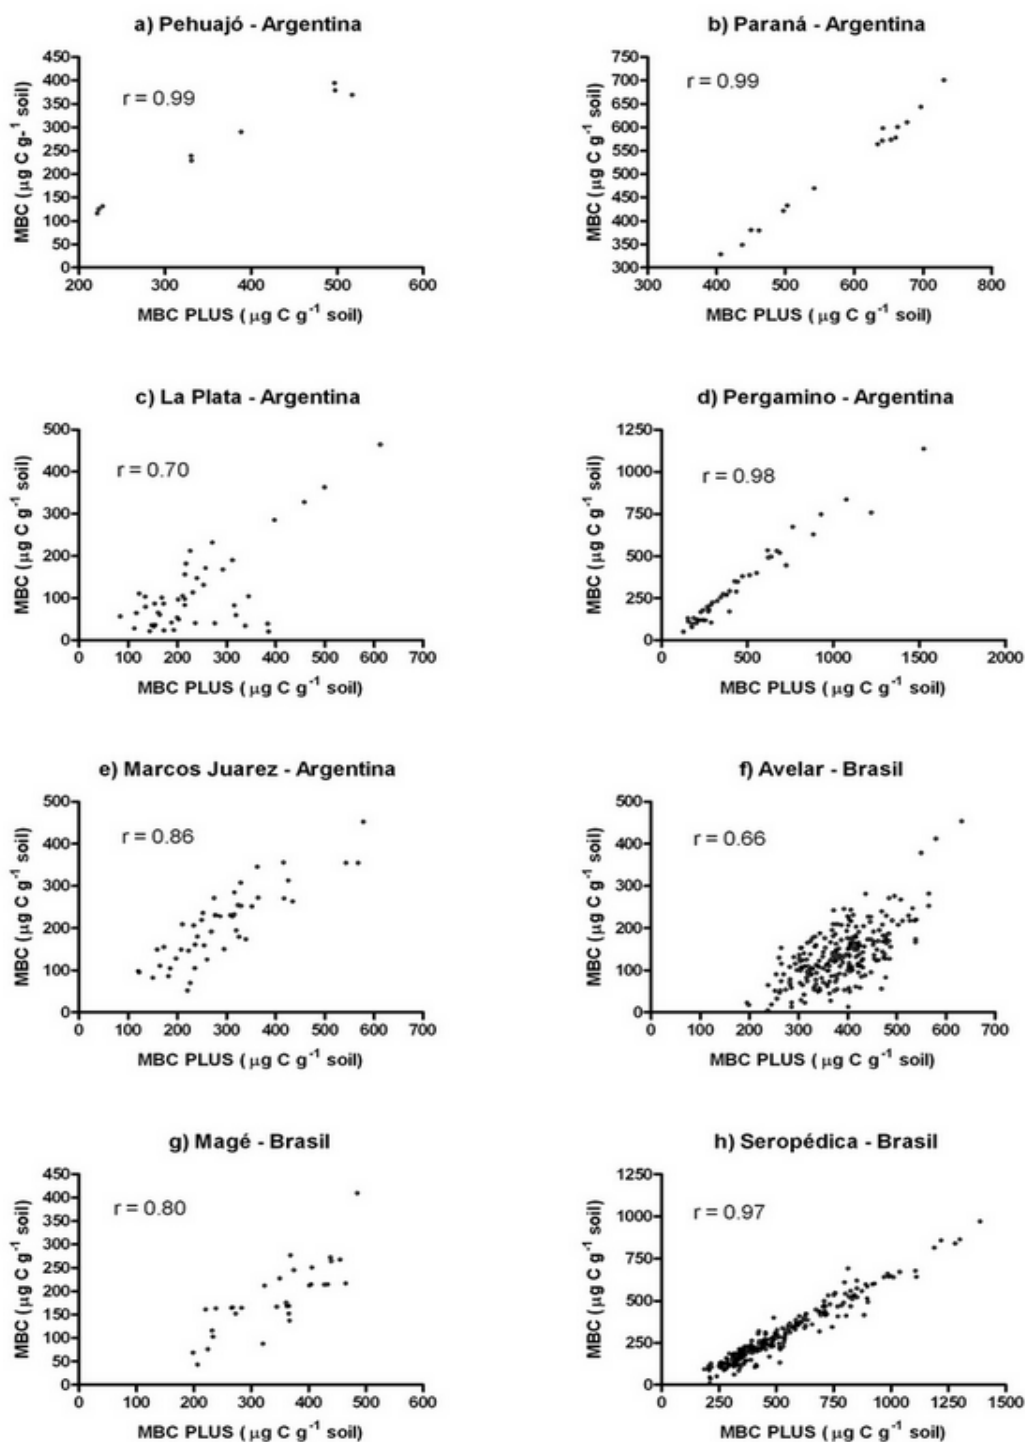 a) Pehuajó - Argentina
MBC (µg C g-¹ soil)
450
400
350
300
250
200
150
100
50
0
r = 0.99
200 300 400 500 600
MBC PLUS ( µg C g⁻¹ soil)
b) Paraná - Argentina
MBC (µg C g⁻¹ soil)
750
700
650
600
550
500
450
400
350
300
r = 0.99
300 400 500 600 700 800
MBC PLUS ( µg C g⁻¹ soil)
c) La Plata - Argentina
MBC (µg C g⁻¹ soil)
500
400
300
200
100
0
r = 0.70
0 100 200 300 400 500 600 700
MBC PLUS ( µg C g⁻¹ soil)
d) Pergamino - Argentina
MBC (µg C g⁻¹ soil)
1250
1000
750
500
250
0
r = 0.98
0 500 1000 1500 2000
MBC PLUS ( µg C g⁻¹ soil)
e) Marcos Juarez - Argentina
MBC (µg C g⁻¹ soil)
500
400
300
200
100
0
r = 0.86
0 100 200 300 400 500 600 700
MBC PLUS ( µg C g⁻¹ soil)
f) Avelar - Brasil
MBC (µg C g⁻¹ soil)
500
400
300
200
100
0
r = 0.66
0 100 200 300 400 500 600 700
MBC PLUS ( µg C g⁻¹ soil)
g) Magé - Brasil
MBC (µg C g⁻¹ soil)
450
400
350
300
250
200
150
100
50
0
r = 0.80
0 100 200 300 400 500 600
MBC PLUS ( µg C g⁻¹ soil)
h) Seropédica - Brasil
MBC (µg C g⁻¹ soil)
1250
1000
750
500
250
0
r = 0.97
0 250 500 750 1000 1250 1500
MBC PLUS ( µg C g⁻¹ soil)